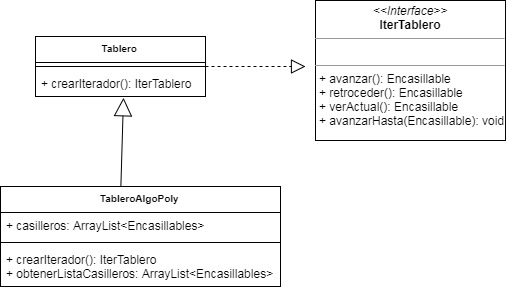 <<Interface>>
IterTablero
+ avanzar(): Encasillable
+ retroceder(): Encasillable
+ verActual(): Encasillable
+ avanzarHasta(Encasillable): void
Tablero
+ crearIterador(): IterTablero
TableroAlgoPoly
+ casilleros: ArrayList<Encasillables>
+ crearIterador(): IterTablero
+ obtenerListaCasilleros: ArrayList<Encasillables>